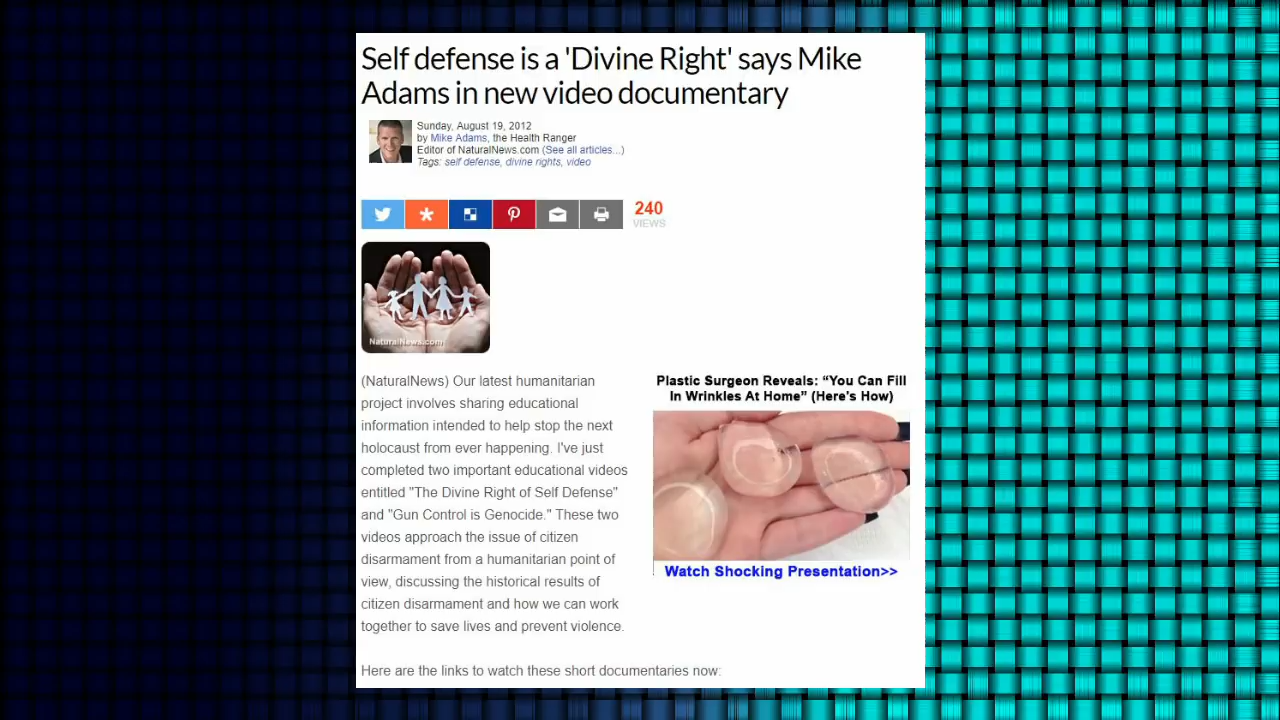 Self defense is a 'Divine Right' says Mike
Adams in new video documentary
Sunday, August 19, 2012
by Mike Adams, the Health Ranger
Editor of NaturalNews.com (See all articles...)
Tags: self defense, divine rights, video
240
VIEWS
NaturalNews.com
(NaturalNews) Our latest humanitarian
project involves sharing educational
information intended to help stop the next
holocaust from ever happening. I've just
completed two important educational videos
entitled "The Divine Right of Self Defense"
and "Gun Control is Genocide." These two
videos approach the issue of citizen
disarmament from a humanitarian point of
view, discussing the historical results of
citizen disarmament and how we can work
together to save lives and prevent violence.
Plastic Surgeon Reveals: “You Can Fill
In Wrinkles At Home” (Here’s How)
Watch Shocking Presentation>>
Here are the links to watch these short documentaries now: